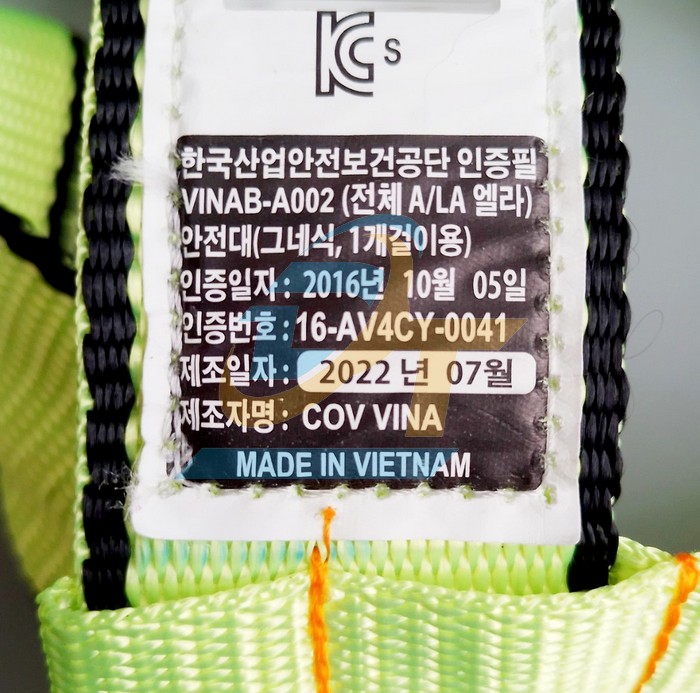 KCs
한국산업안전보건공단 인증필
VINAB-A002 (전체 A/LA 엘라)
안전대(그네식, 1개걸이용)
인증일자 : 2016년 10월 05일
인증번호 : 16-AV4CY-0041
제조일자 : 2022 년 07월
제조자명 : COV VINA
MADE IN VIETNAM